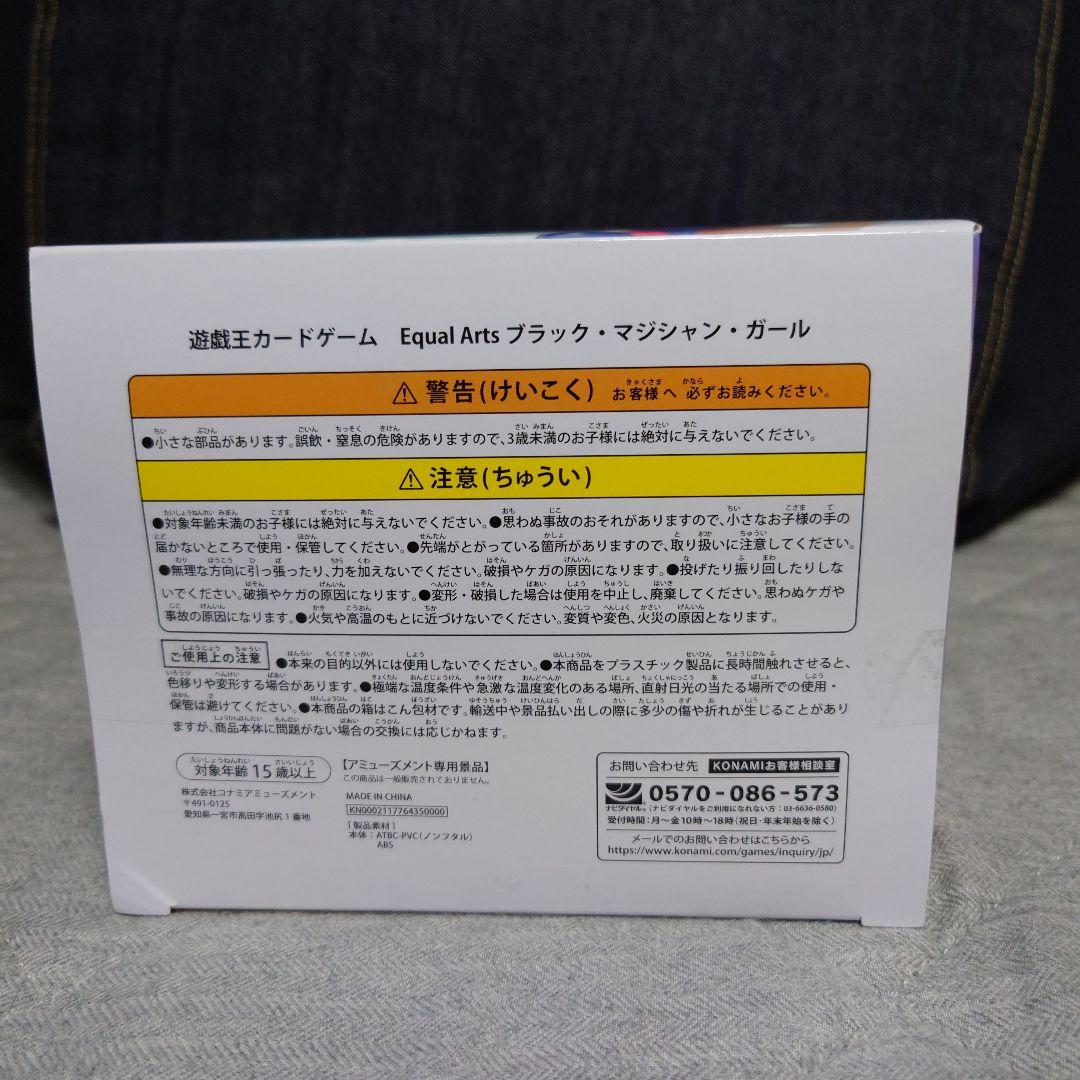 遊戯王カードゲーム　Equal Arts ブラック・マジシャン・ガール
⚠ 警告(けいこく) お客様へ 必ずお読みください。
●小さな部品があります。誤飲・窒息の危険がありますので、3歳未満のお子様には絶対に与えないでください。
⚠ 注意(ちゅうい)
●対象年齢未満のお子様には絶対に与えないでください。●思わぬ事故のおそれがありますので、小さなお子様の手の
届かないところで使用・保管してください。●先端がとがっている箇所がありますので、取り扱いに注意してください。
●無理な方向に引っ張ったり、力を加えないでください。破損やケガの原因になります。●投げたり振り回したりしな
いでください。破損やケガの原因になります。●変形・破損した場合は使用を中止し、廃棄してください。思わぬケガや
事故の原因になります。●火気や高温のもとに近づけないでください。変質や変色、火災の原因となります。
ご使用上の注意 ●本来の目的以外には使用しないでください。●本商品をプラスチック製品に長時間触れさせると、
色移りや変形する場合があります。●極端な温度条件や急激な温度変化のある場所、直射日光の当たる場所での使用・
保管は避けてください。●本商品の箱はこん包材です。輸送中や景品払い出しの際に多少の傷や折れが生じることがあり
ますが、商品本体に問題がない場合の交換には応じかねます。
対象年齢 15歳以上
株式会社コナミアミューズメント
〒491-0125
愛知県一宮市高田字池尻1番地
【アミューズメント専用景品】
この商品は一般販売されておりません。
MADE IN CHINA
KN0002117764350000
［製品素材］
本体：ATBC-PVC(ノンフタル)
ABS
お問い合わせ先 KONAMIお客様相談室
ナビダイヤル 0570-086-573
(ナビダイヤルをご利用になれない方：03-6636-0580)
受付時間：月～金10時～18時(祝日・年末年始を除く)
メールでのお問い合わせはこちらから
https://www.konami.com/games/inquiry/jp/